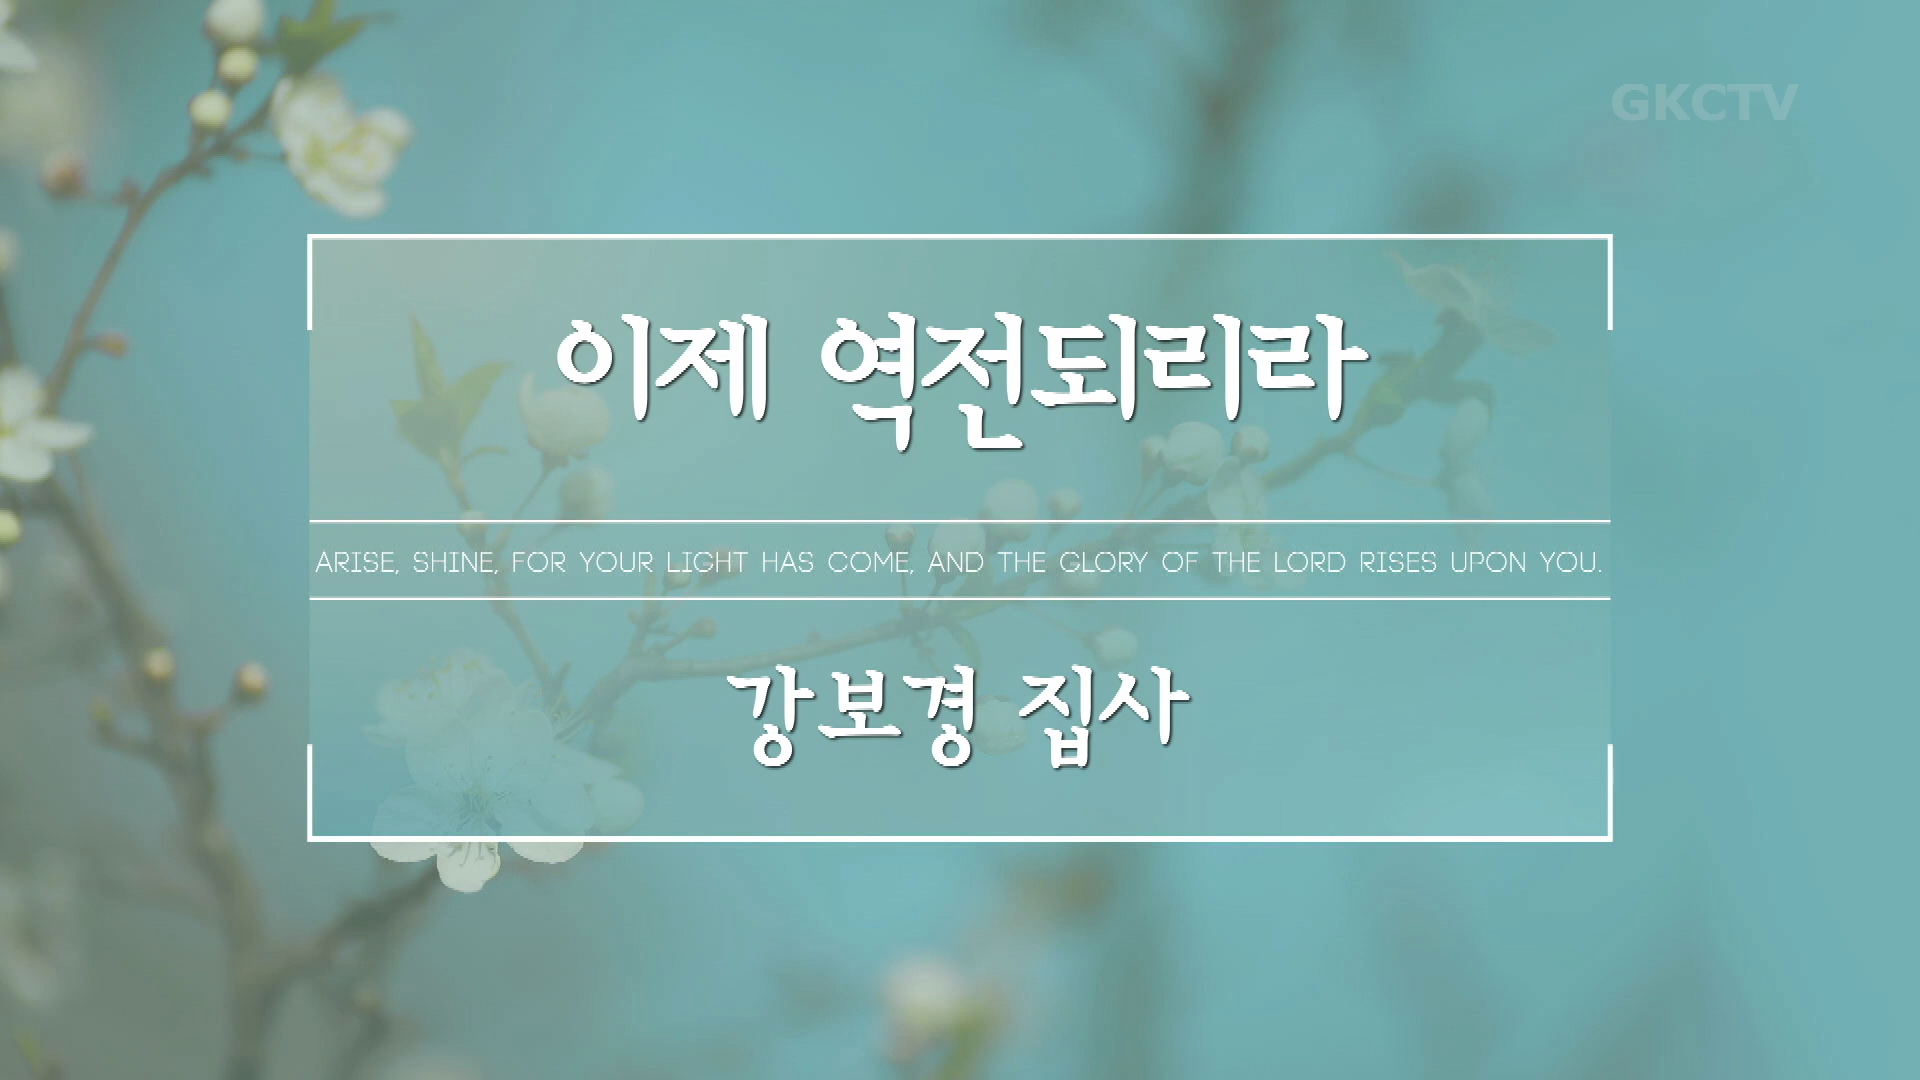 GKCTV
이제 역전되리라
ARISE, SHINE, FOR YOUR LIGHT HAS COME, AND THE GLORY OF THE LORD RISES UPON YOU.
강보경 집사